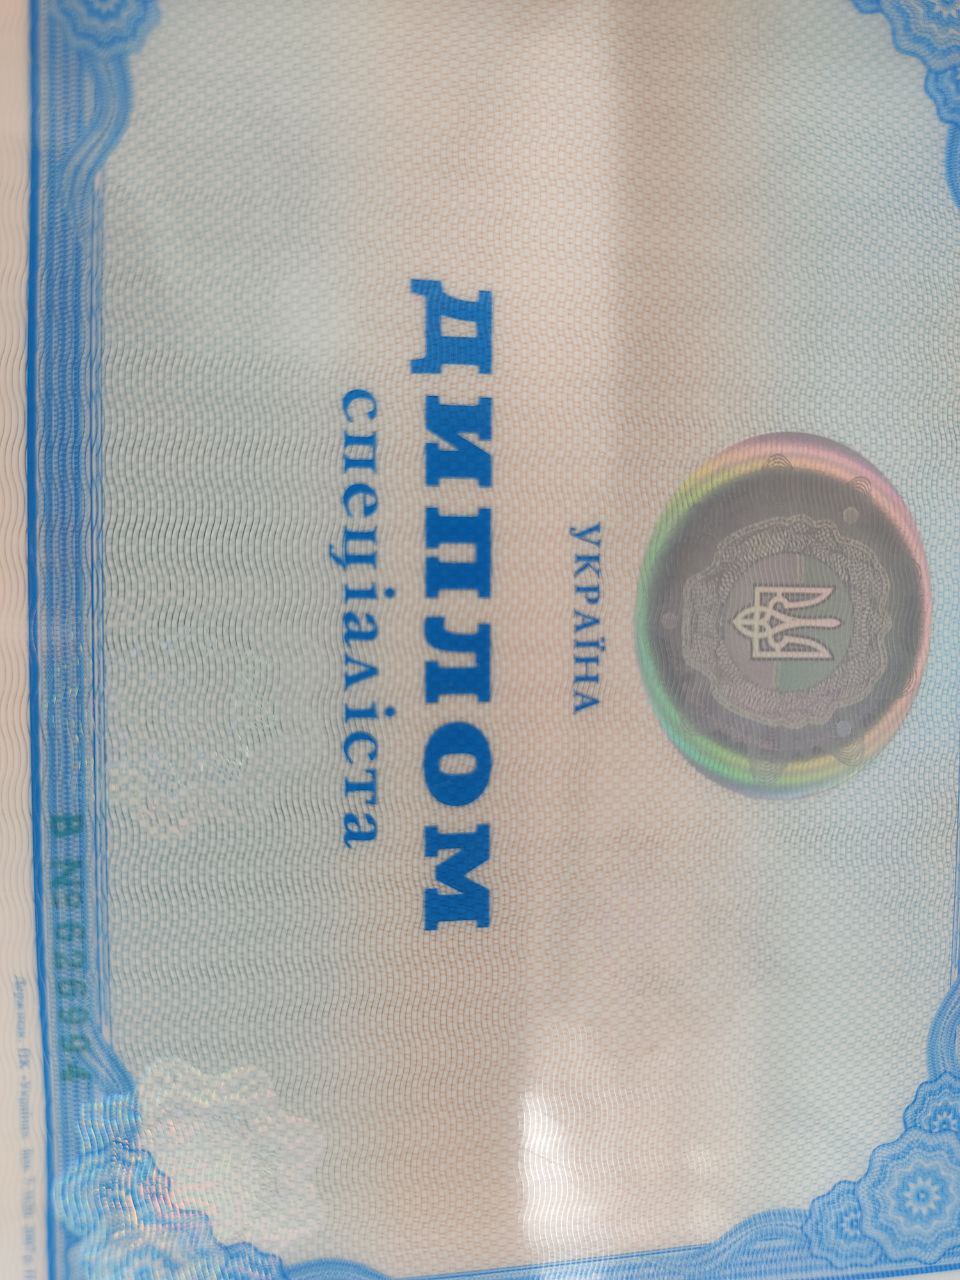 УКРАЇНА
ДИПЛОМ
спеціаліста
В № 626994